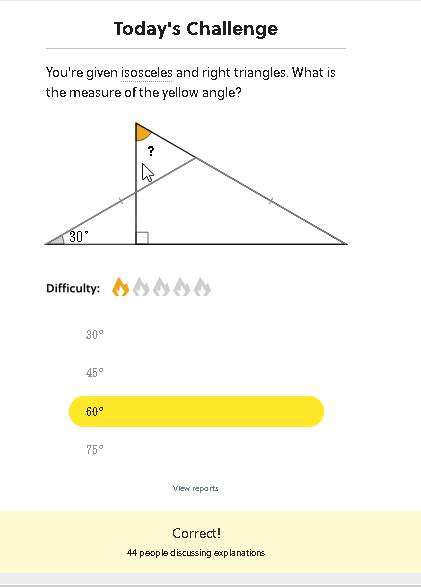 Today's Challenge
You're given isosceles and right triangles. What is
the measure of the yellow angle?
?
30°
Difficulty:
30°
45°
60°
75°
View reports
Correct!
44 people discussing explanations